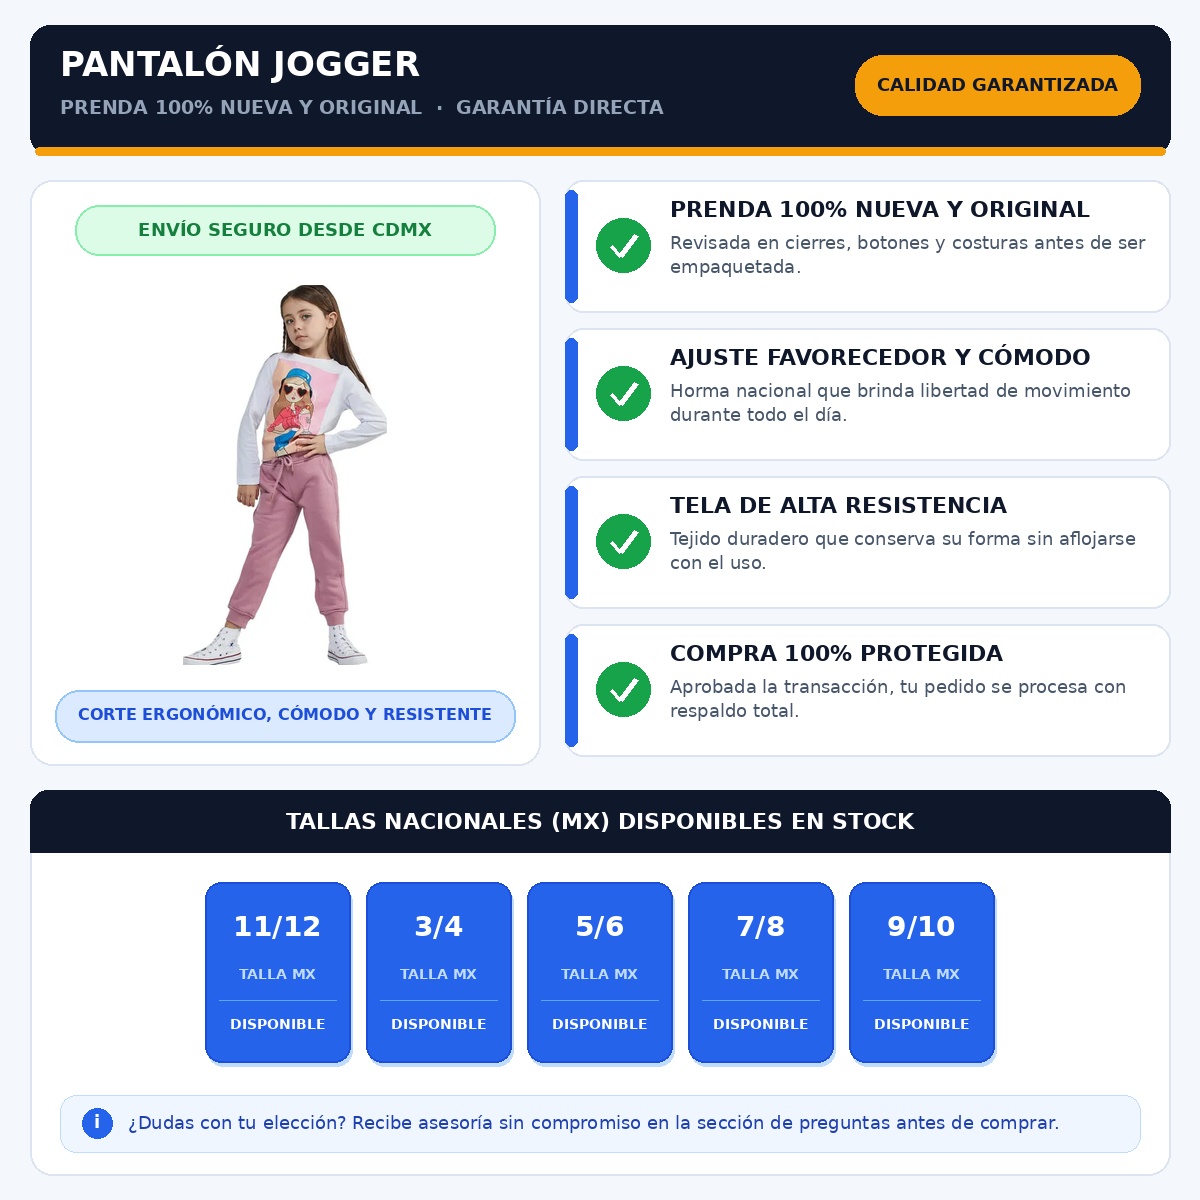 PANTALÓN JOGGER
PRENDA 100% NUEVA Y ORIGINAL · GARANTÍA DIRECTA
CALIDAD GARANTIZADA
ENVÍO SEGURO DESDE CDMX
CORTE ERGONÓMICO, CÓMODO Y RESISTENTE
PRENDA 100% NUEVA Y ORIGINAL
Revisada en cierres, botones y costuras antes de ser
empaquetada.
AJUSTE FAVORECEDOR Y CÓMODO
Horma nacional que brinda libertad de movimiento
durante todo el día.
TELA DE ALTA RESISTENCIA
Tejido duradero que conserva su forma sin aflojarse
con el uso.
COMPRA 100% PROTEGIDA
Aprobada la transacción, tu pedido se procesa con
respaldo total.
TALLAS NACIONALES (MX) DISPONIBLES EN STOCK
11/12
TALLA MX
DISPONIBLE
3/4
TALLA MX
DISPONIBLE
5/6
TALLA MX
DISPONIBLE
7/8
TALLA MX
DISPONIBLE
9/10
TALLA MX
DISPONIBLE
i ¿Dudas con tu elección? Recibe asesoría sin compromiso en la sección de preguntas antes de comprar.